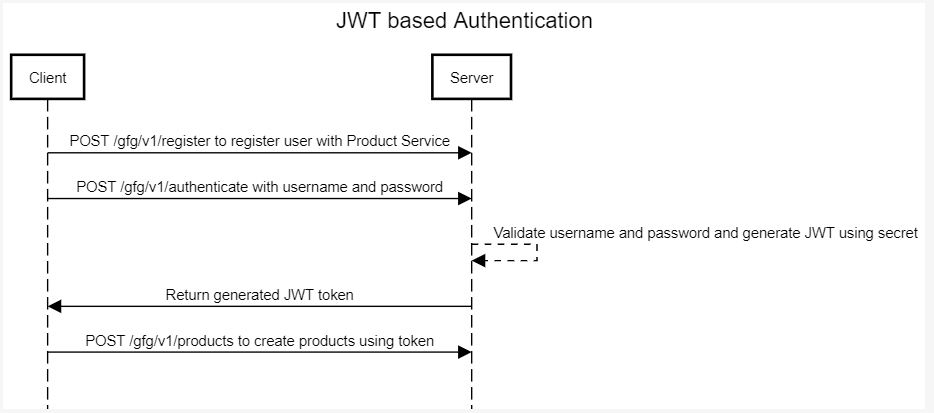 JWT based Authentication
Client
Server
POST /gfg/v1/register to register user with Product Service
POST /gfg/v1/authenticate with username and password
Validate username and password and generate JWT using secret
Return generated JWT token
POST /gfg/v1/products to create products using token